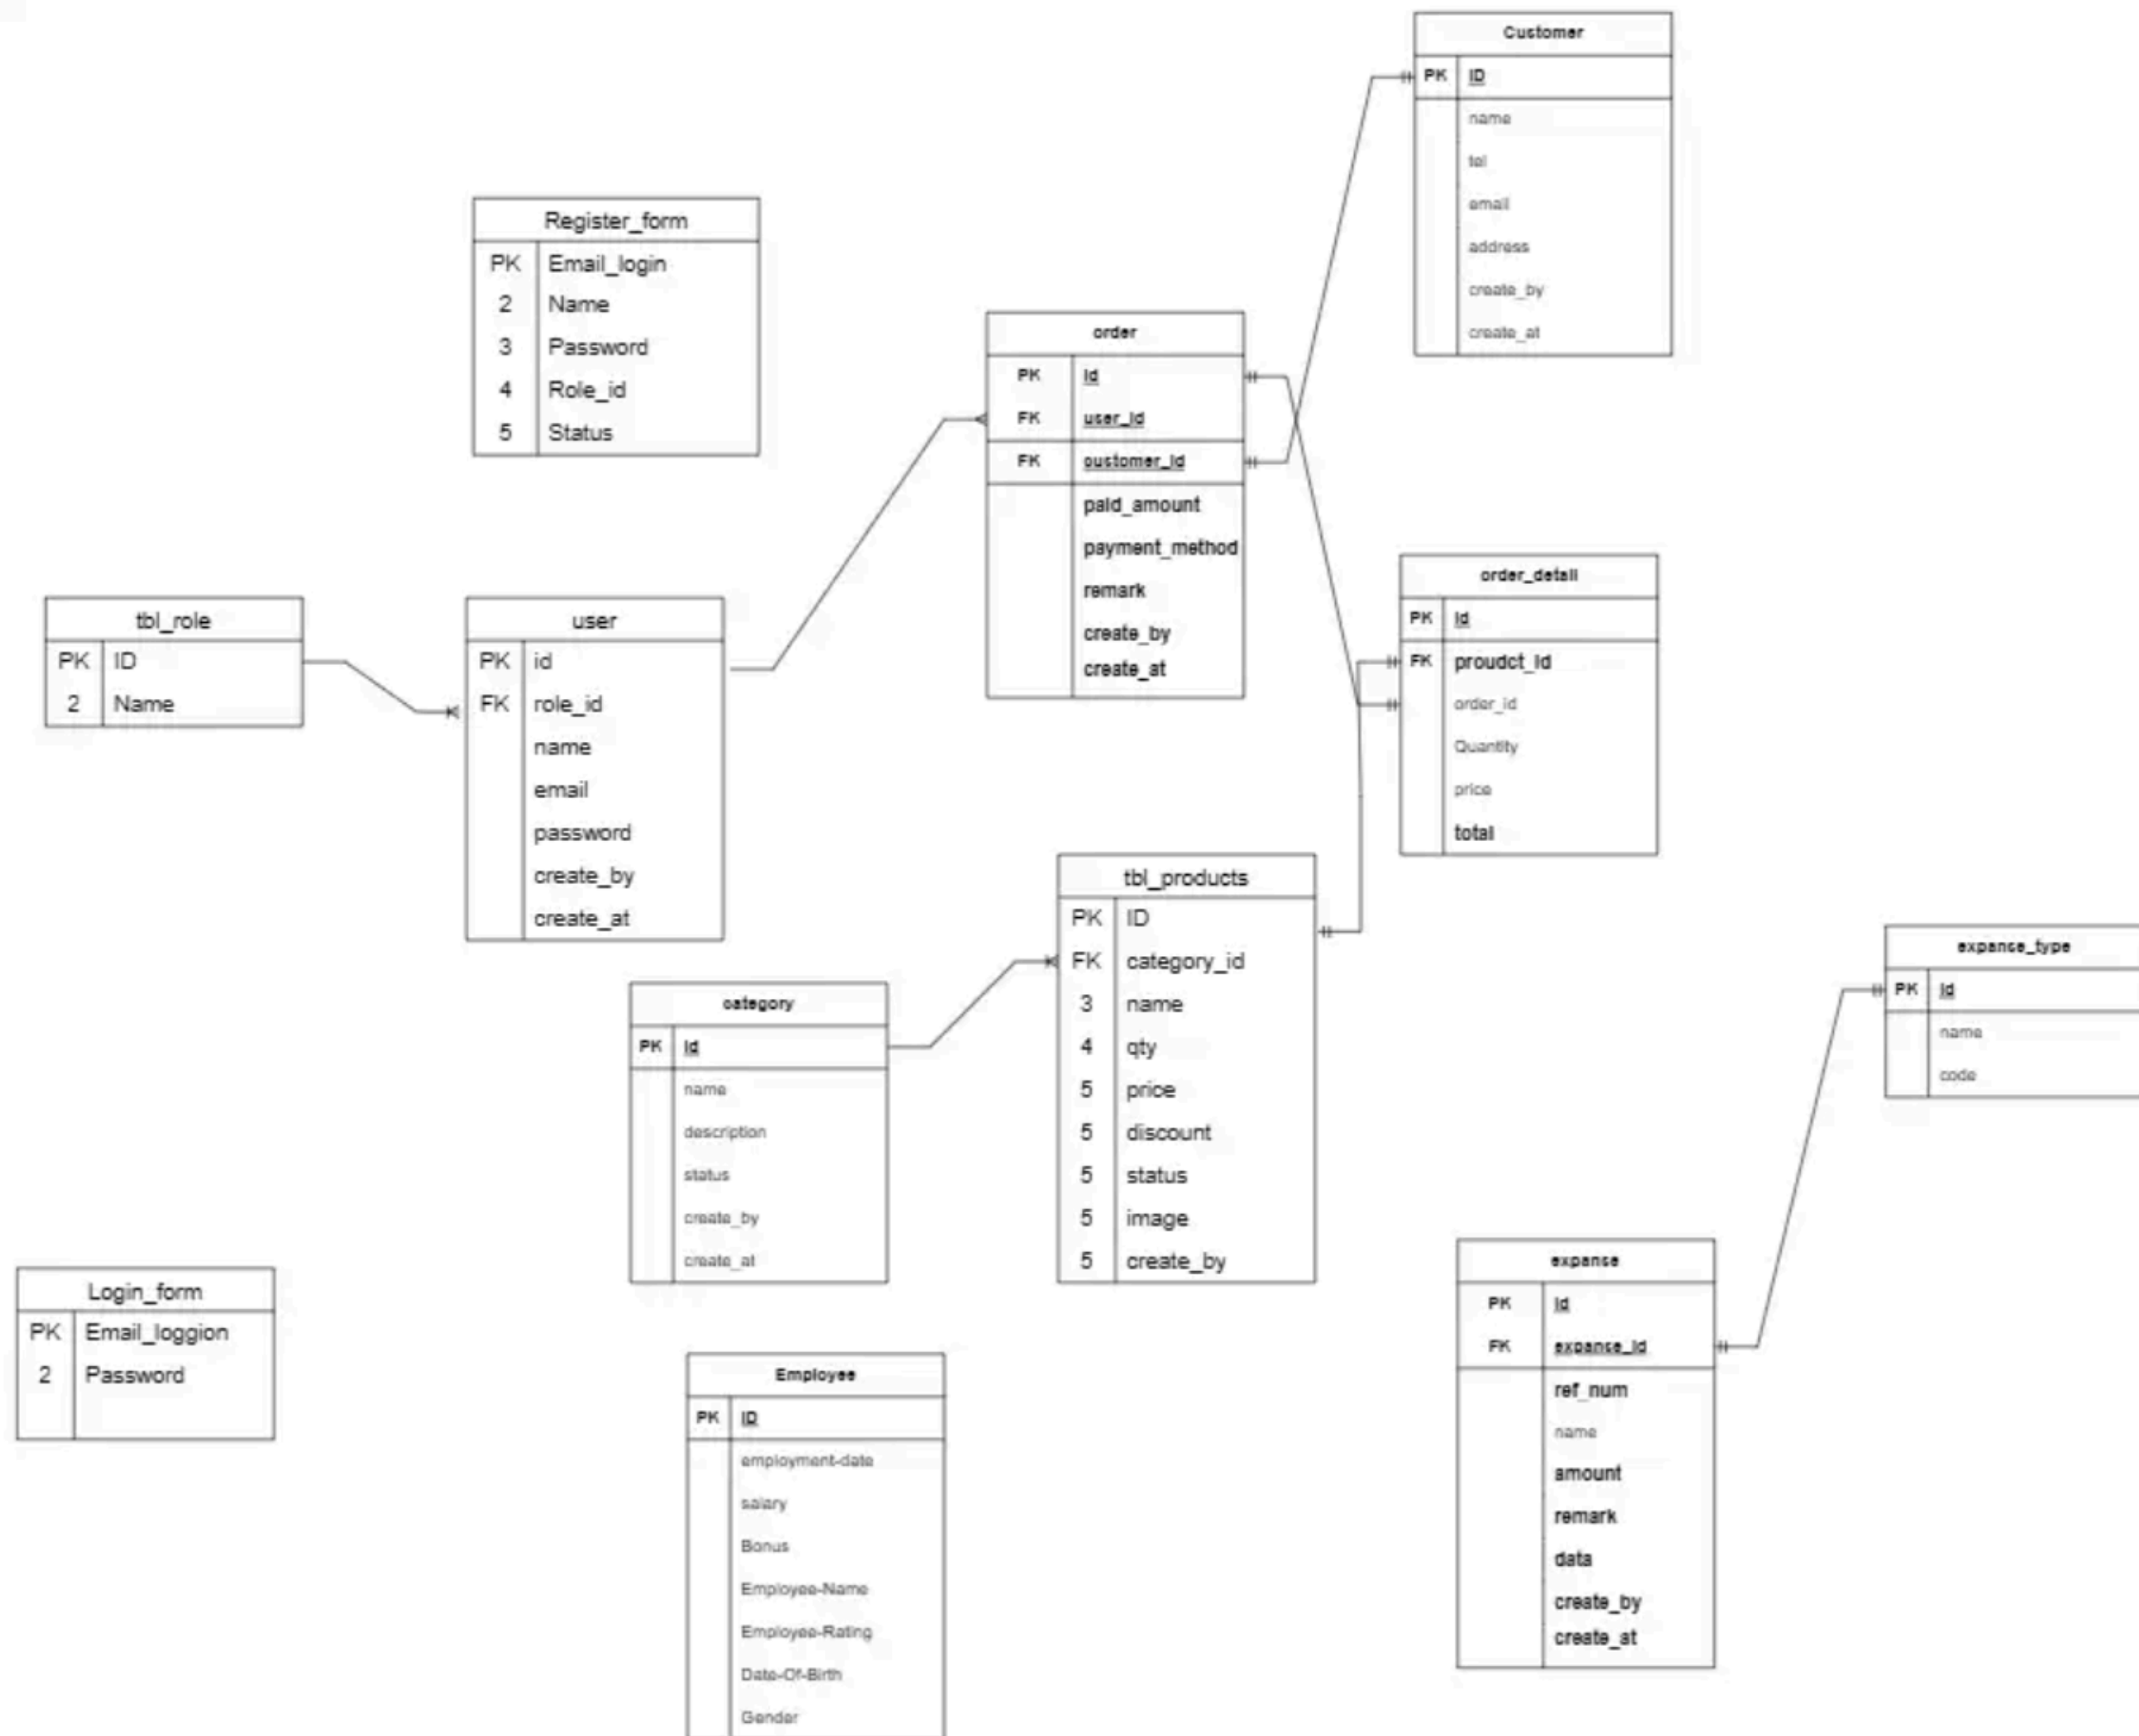 Customer
PK ID
name
tel
email
address
create_by
create_at
Register_form
PK Email_login
2 Name
3 Password
4 Role_id
5 Status
order
PK Id
FK user_Id
FK customer_Id
paid_amount
payment_method
remark
create_by
create_at
order_detail
PK Id
FK proudct_Id
order_id
Quantity
price
total
tbl_role
PK ID
2 Name
user
PK id
FK role_id
name
email
password
create_by
create_at
tbl_products
PK ID
FK category_id
3 name
4 qty
5 price
5 discount
5 status
5 image
5 create_by
category
PK Id
name
description
status
create_by
create_at
expanse_type
PK Id
name
code
Login_form
PK Email_loggion
2 Password
expanse
PK Id
FK expanse_Id
ref_num
name
amount
remark
data
create_by
create_at
Employee
PK ID
employment-date
salary
Bonus
Employee-Name
Employee-Rating
Date-Of-Birth
Gender